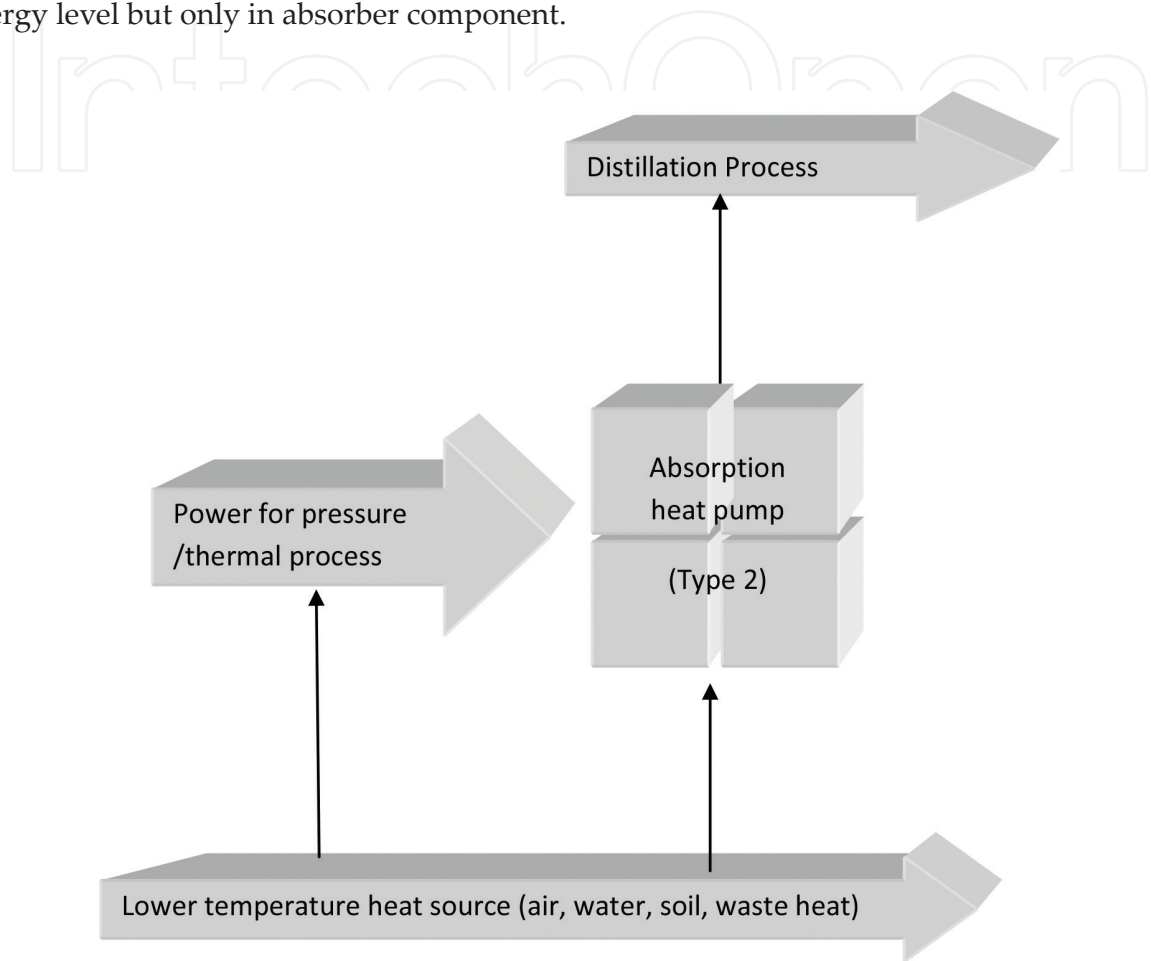 ergy level but only in absorber component.
IntechOpen
Distillation Process
Absorption
heat pump
(Type 2)
Power for pressure
/thermal process
Lower temperature heat source (air, water, soil, waste heat)